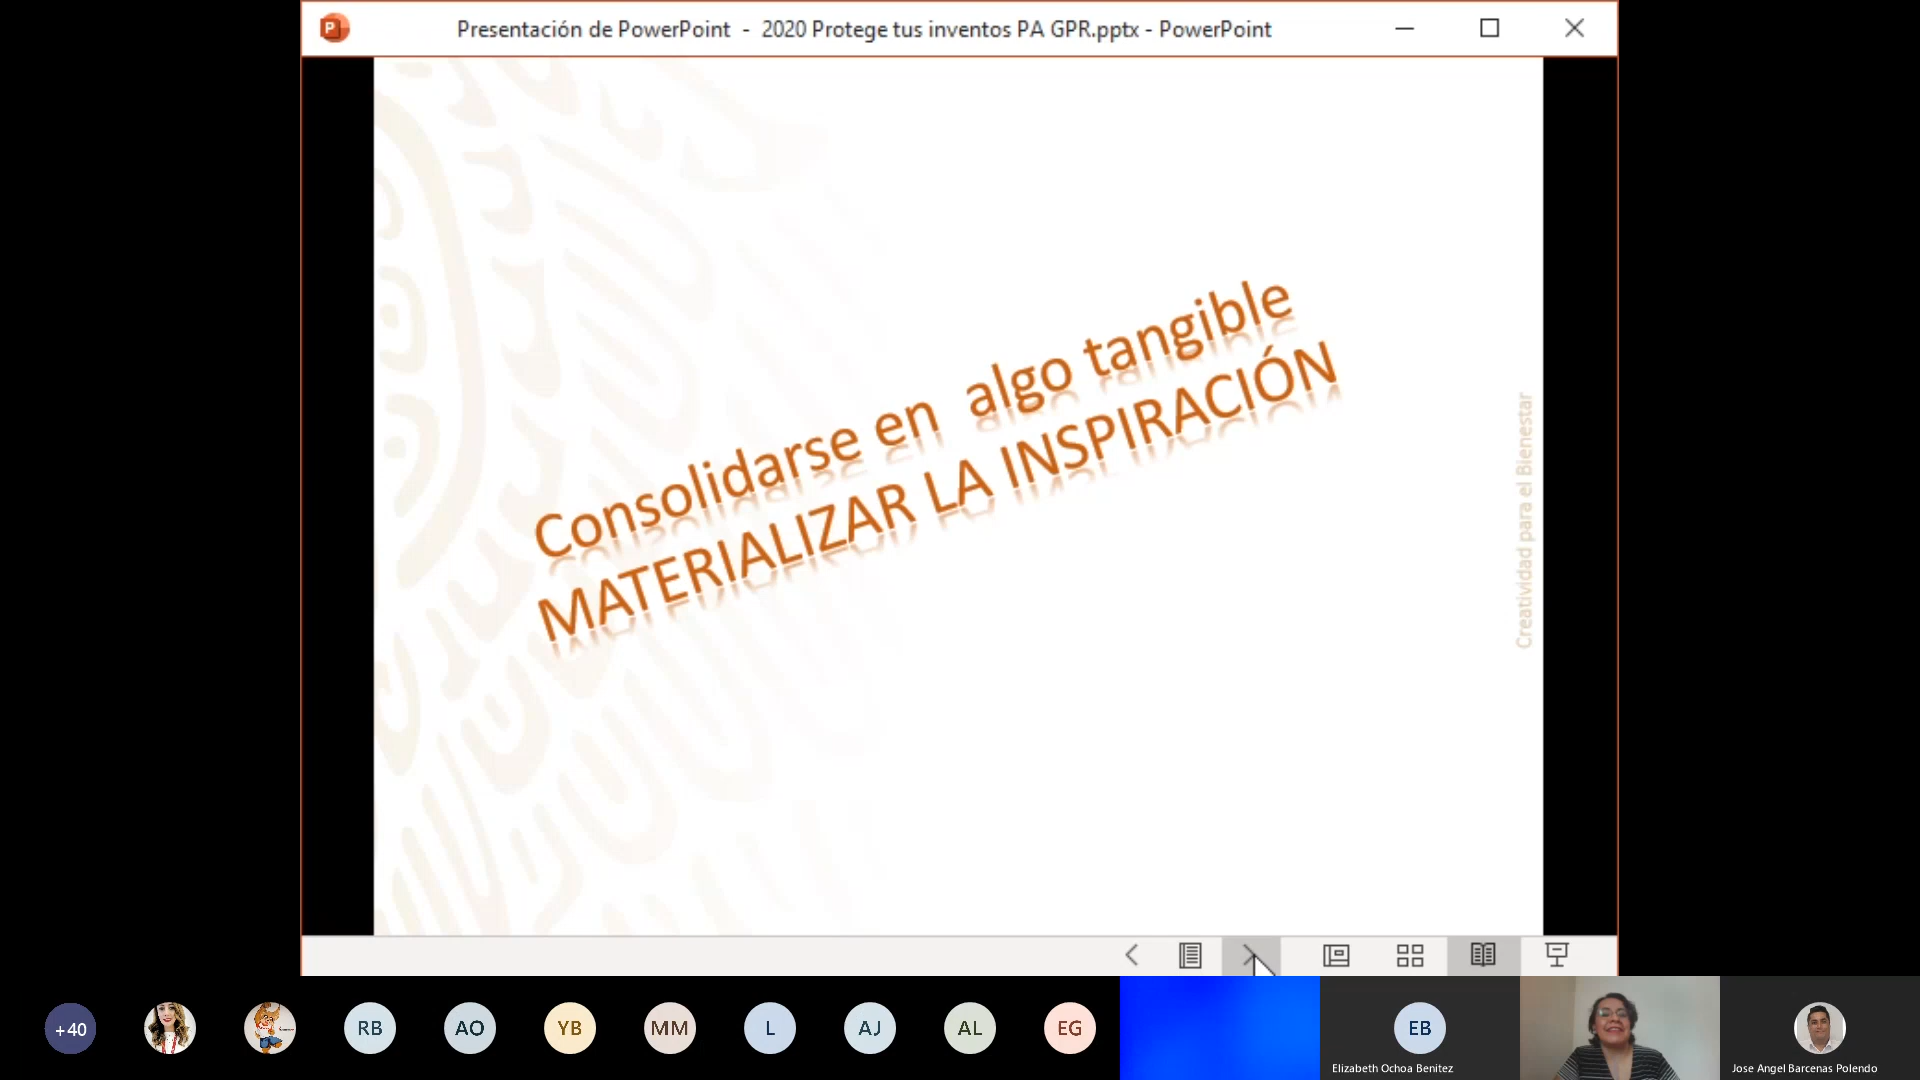 Presentación de PowerPoint - 2020 Protege tus inventos PA GPR.pptx - PowerPoint
Consolidarse en algo tangible
MATERIALIZAR LA INSPIRACIÓN
Creatividad para el Bienestar
+40
RB
AO
YB
MM
L
AJ
AL
EG
EB
Elizabeth Ochoa Benitez
Jose Angel Barcenas Polendo